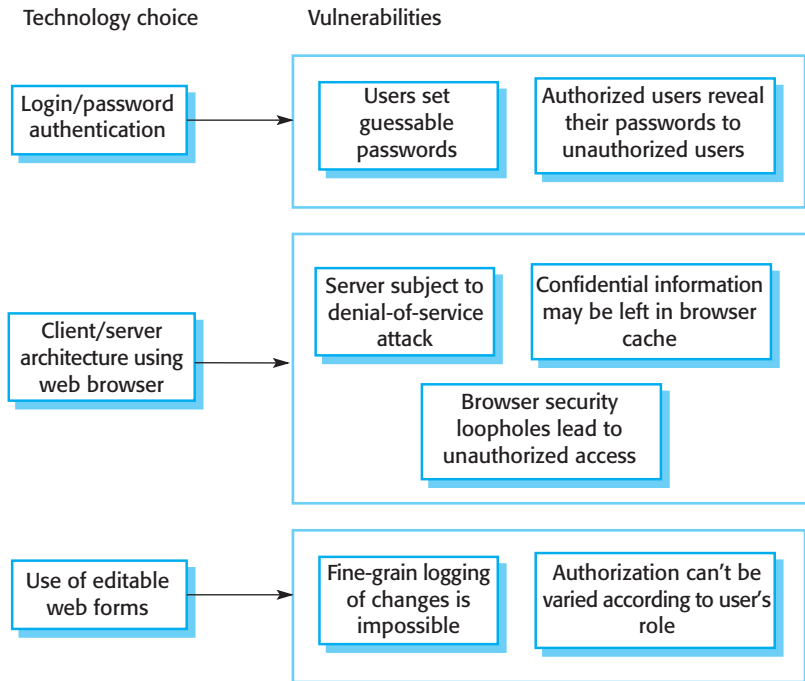 Technology choice
Vulnerabilities
Login/password
authentication
Users set
guessable
passwords
Authorized users reveal
their passwords to
unauthorized users
Client/server
architecture using
web browser
Server subject to
denial-of-service
attack
Confidential information
may be left in browser
cache
Browser security
loopholes lead to
unauthorized access
Use of editable
web forms
Fine-grain logging
of changes is
impossible
Authorization can't be
varied according to user's
role